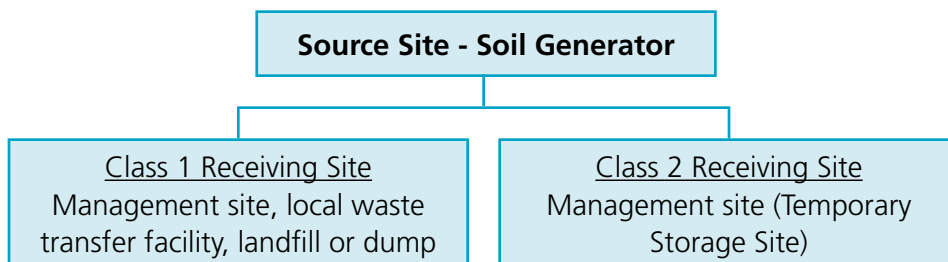 Source Site - Soil Generator
Class 1 Receiving Site
Management site, local waste
transfer facility, landfill or dump
Class 2 Receiving Site
Management site (Temporary
Storage Site)